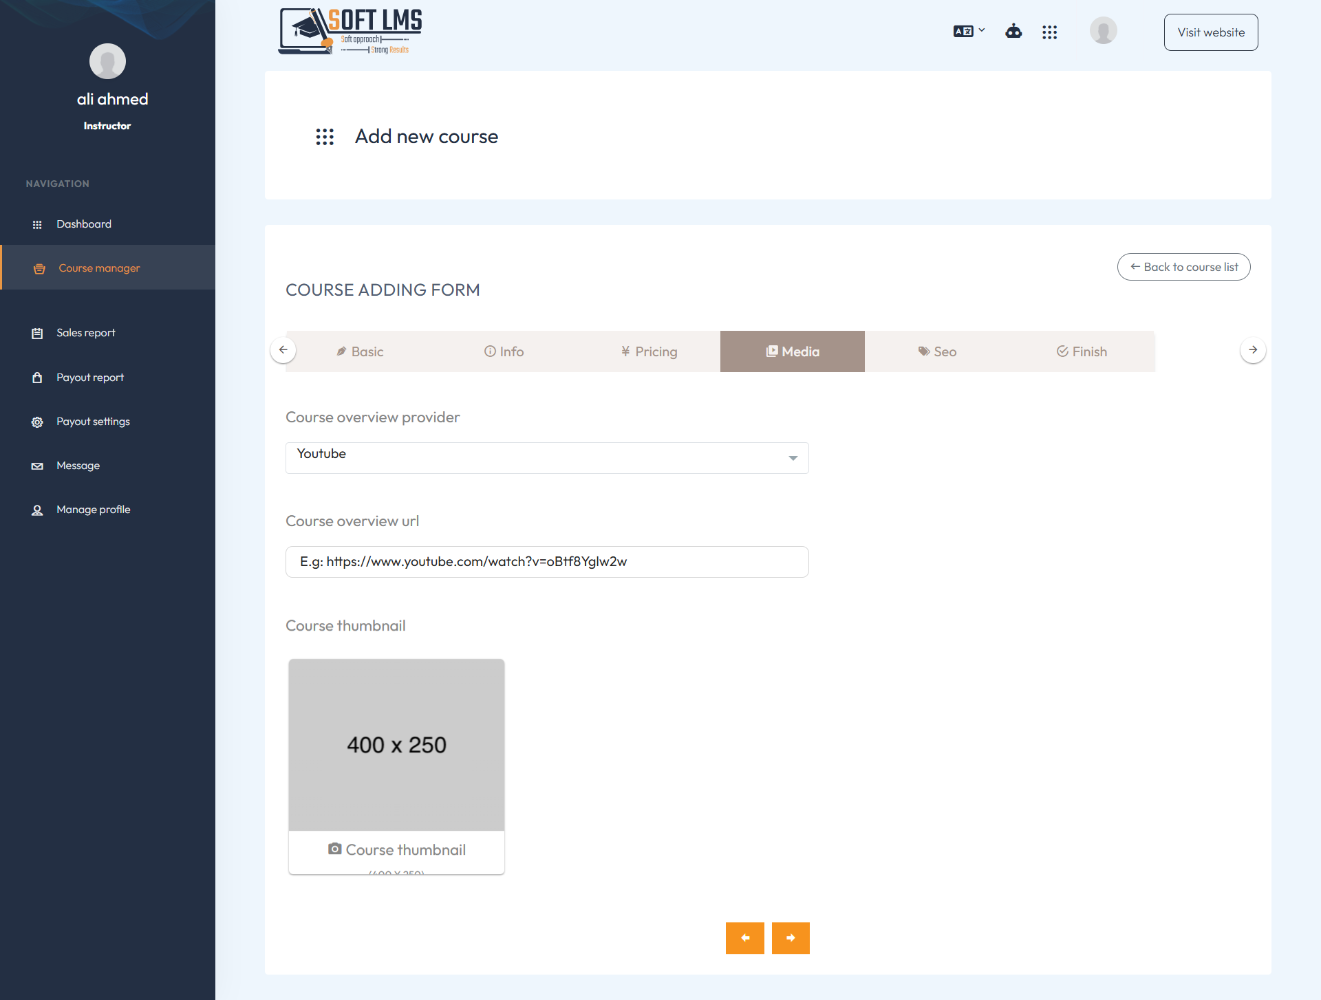 SOFT LMS
Soft approach
Strong Results
Visit website
ali ahmed
Instructor
NAVIGATION
Dashboard
Course manager
Sales report
Payout report
Payout settings
Message
Manage profile
Add new course
← Back to course list
COURSE ADDING FORM
Basic
Info
¥ Pricing
Media
Seo
Finish
Course overview provider
Youtube
Course overview url
E.g: https://www.youtube.com/watch?v=oBtf8Yglw2w
Course thumbnail
400 x 250
Course thumbnail
(400 X 250)